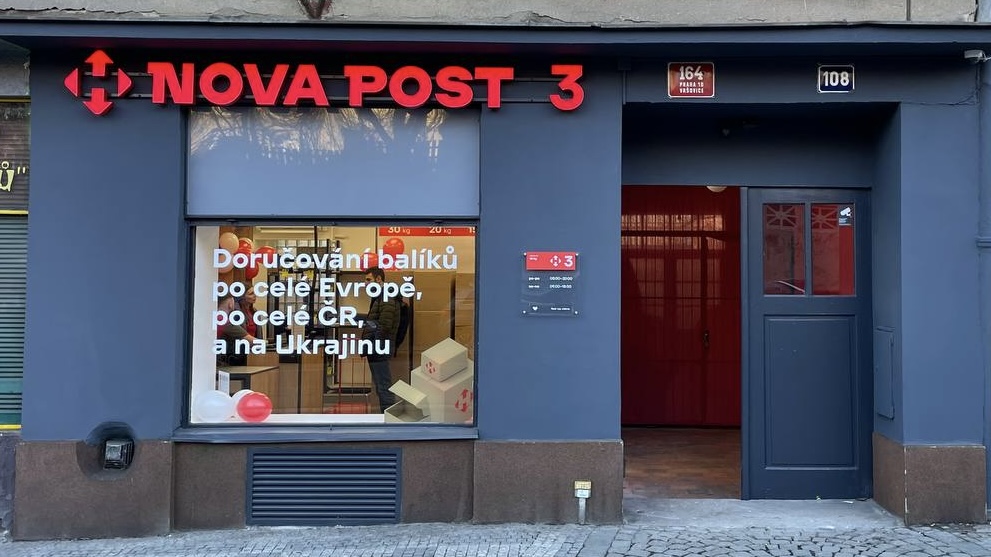 NOVA POST 3
164
PRAHA 10
VRŠOVICE
108
Ů"
30 kg 20 kg 15
Doručování balíků
po celé Evropě,
po celé ČR,
a na Ukrajinu
3